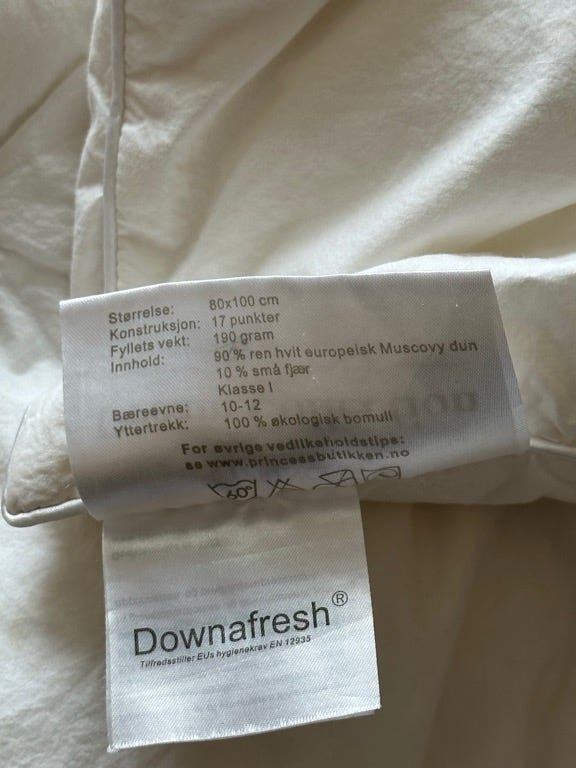 Størrelse: 80x100 cm
Konstruksjon: 17 punkter
Fyllets vekt: 190 gram
Innhold: 90 % ren hvit europeisk Muscovy dun
10 % små fjær
Klasse I
Bæreevne: 10-12
Yttertrekk: 100 % økologisk bomull
For øvrige vedlikeholdstips:
se www.princessbutikken.no
60°
Downafresh®
Tilfredsstiller EUs hygienekrav EN 12935